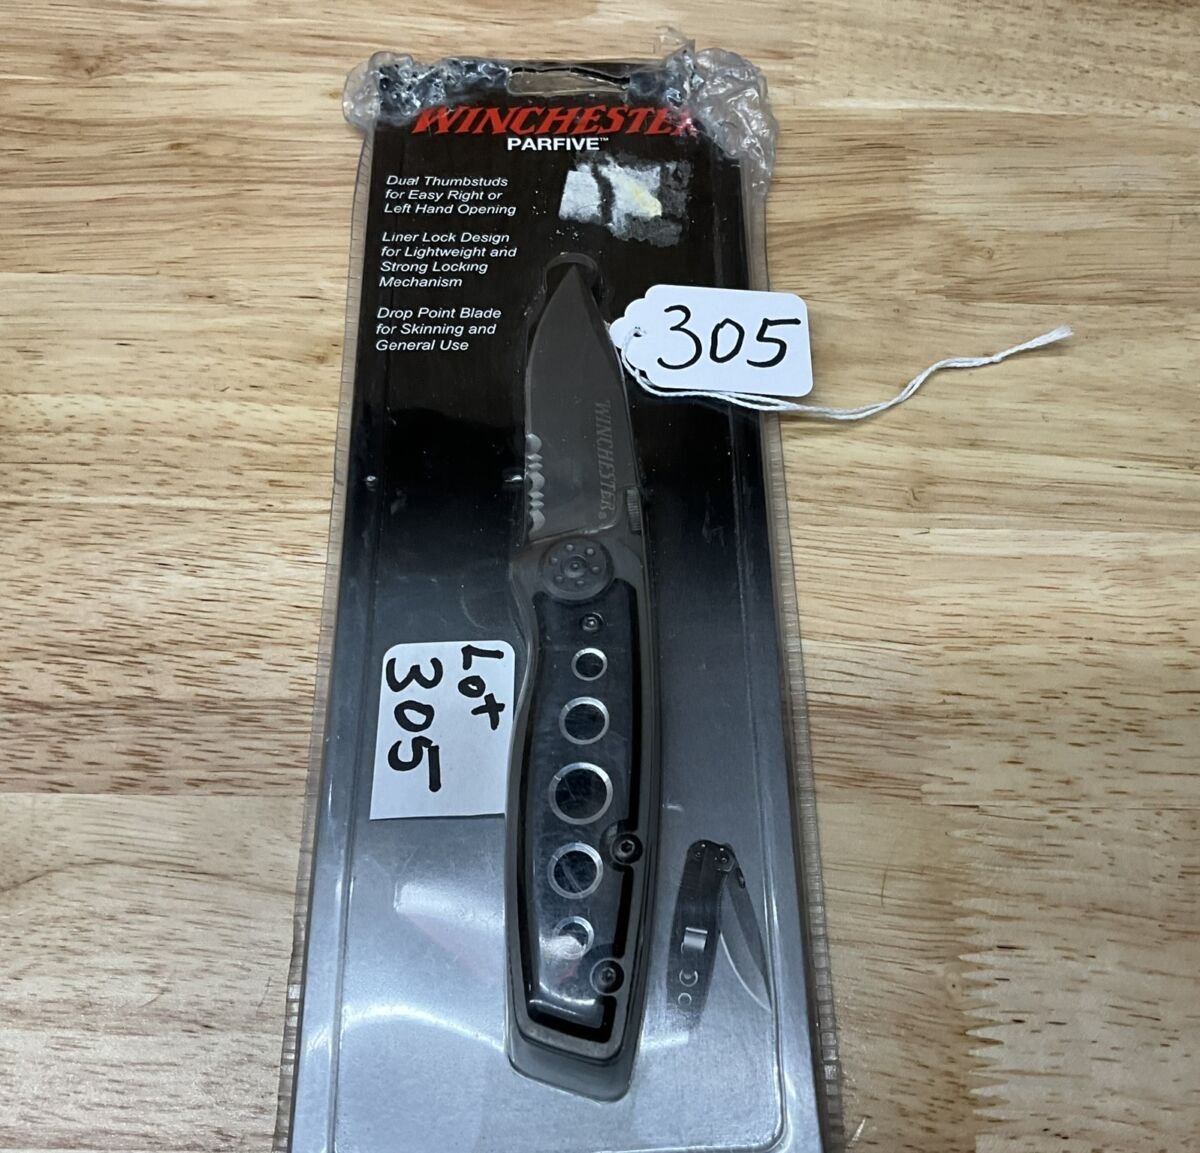 WINCHESTER
PARFIVE™
Dual Thumbstuds
for Easy Right or
Left Hand Opening
Liner Lock Design
for Lightweight and
Strong Locking
Mechanism
Drop Point Blade
for Skinning and
General Use
305
WINCHESTER®
Lot
305